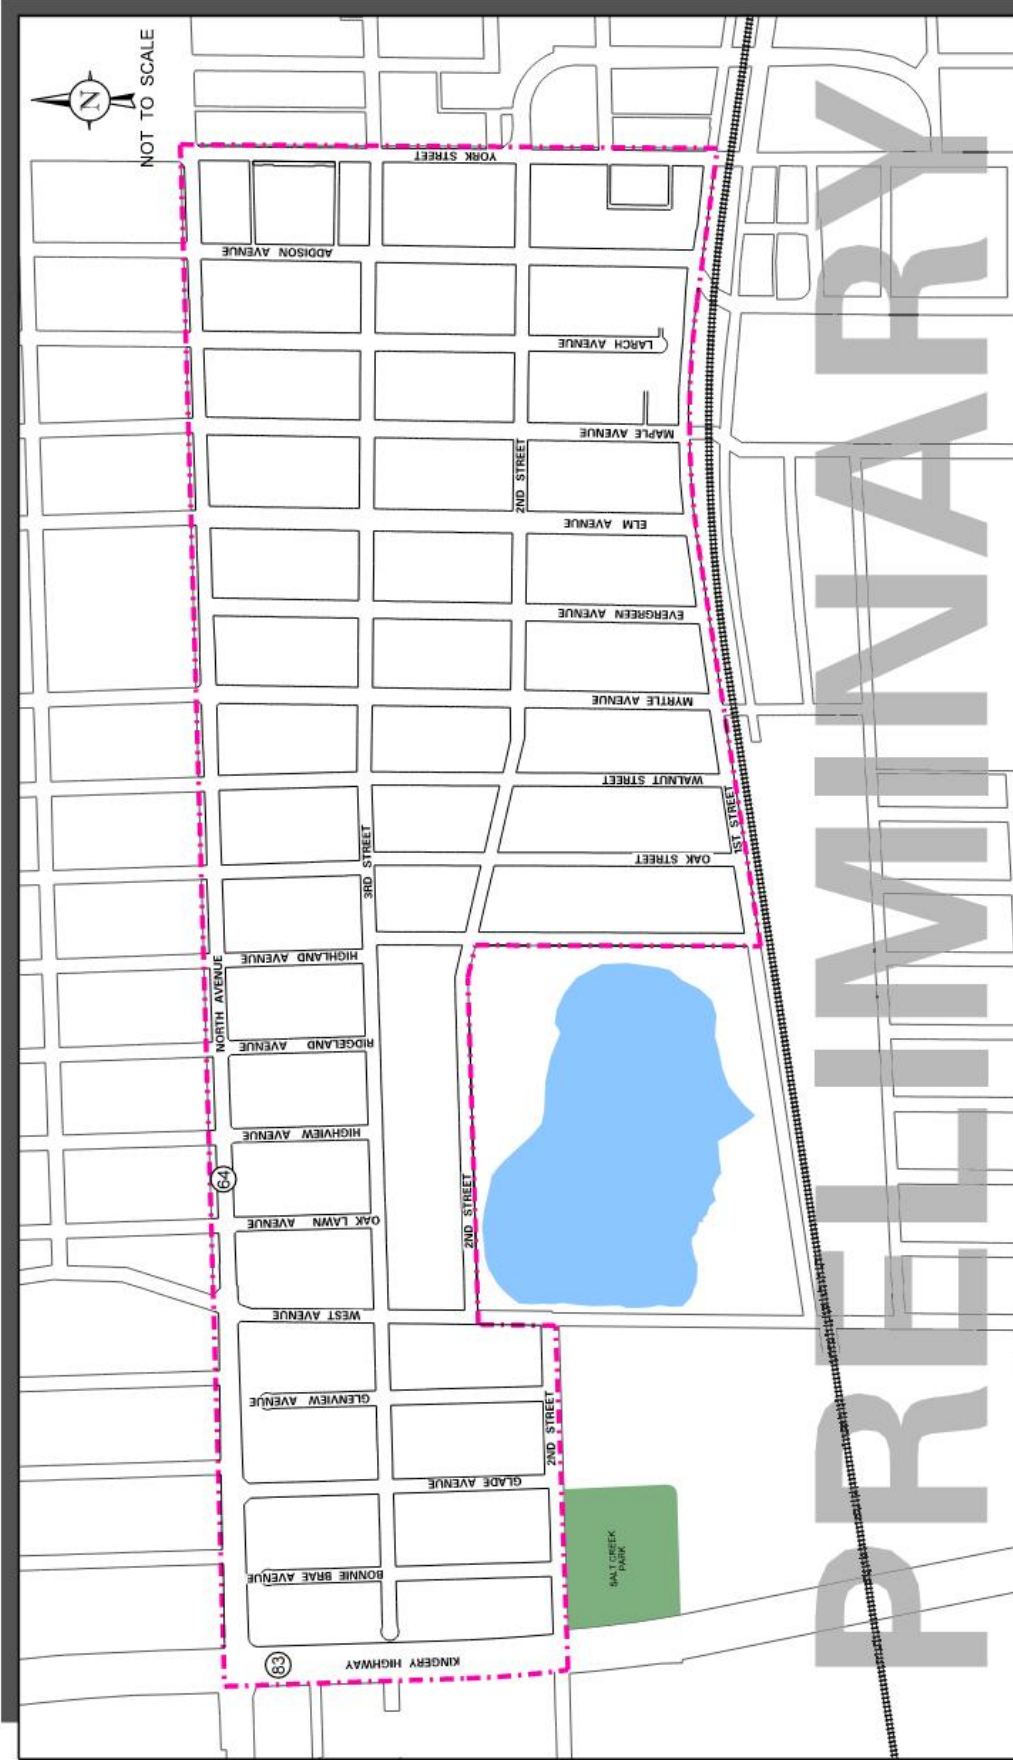 N
NOT TO SCALE
NORTH AVENUE
64
83
3RD STREET
2ND STREET
2ND STREET
2ND STREET
1ST STREET
KINGERY HIGHWAY
BONNIE BRAE AVENUE
GLADE AVENUE
GLENVIEW AVENUE
WEST AVENUE
OAK LAWN AVENUE
HIGHVIEW AVENUE
RIDGELAND AVENUE
HIGHLAND AVENUE
OAK STREET
WALNUT STREET
MYRTLE AVENUE
EVERGREEN AVENUE
ELM AVENUE
MAPLE AVENUE
LARCH AVENUE
ADDISON AVENUE
YORK STREET
SALT CREEK
PARK
PRELIMINARY